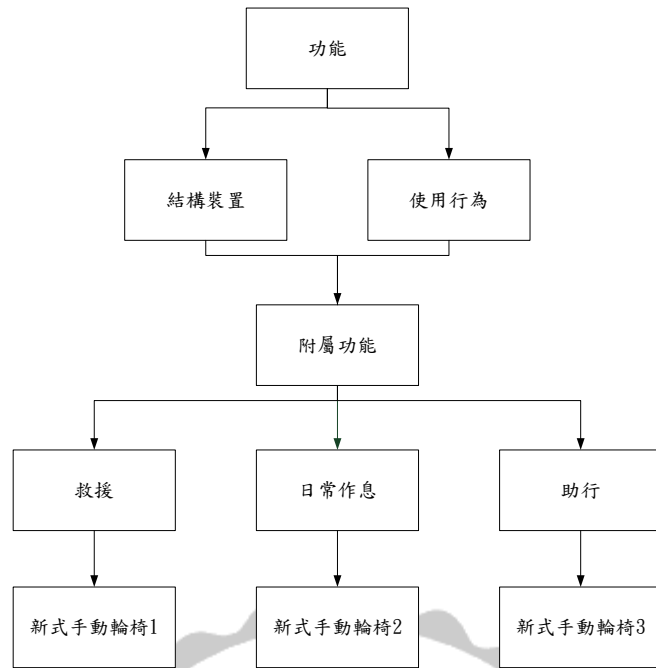 功能
結構裝置
使用行為
附屬功能
救援
日常作息
助行
新式手動輪椅1
新式手動輪椅2
新式手動輪椅3